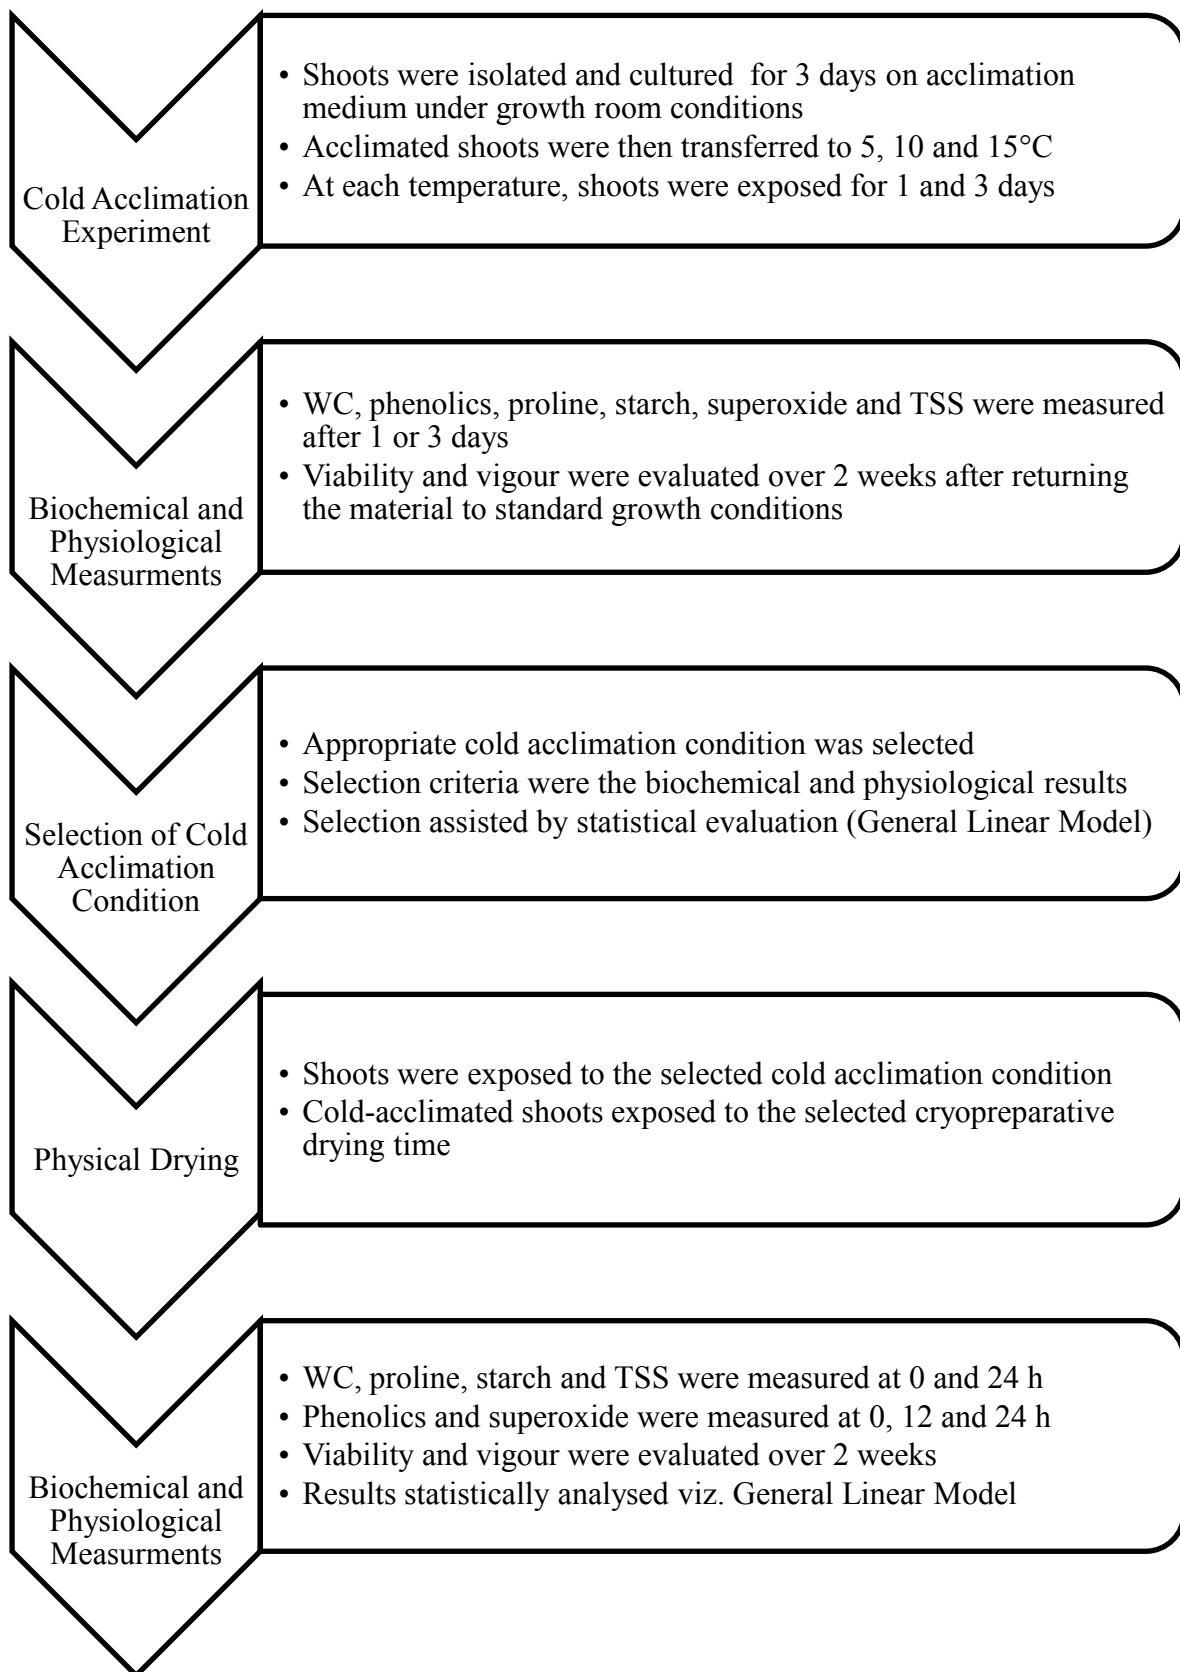 Cold Acclimation
Experiment
• Shoots were isolated and cultured for 3 days on acclimation
medium under growth room conditions
• Acclimated shoots were then transferred to 5, 10 and 15°C
• At each temperature, shoots were exposed for 1 and 3 days
Biochemical and
Physiological
Measurments
• WC, phenolics, proline, starch, superoxide and TSS were measured
after 1 or 3 days
• Viability and vigour were evaluated over 2 weeks after returning
the material to standard growth conditions
Selection of Cold
Acclimation
Condition
• Appropriate cold acclimation condition was selected
• Selection criteria were the biochemical and physiological results
• Selection assisted by statistical evaluation (General Linear Model)
Physical Drying
• Shoots were exposed to the selected cold acclimation condition
• Cold-acclimated shoots exposed to the selected cryopreparative
drying time
Biochemical and
Physiological
Measurments
• WC, proline, starch and TSS were measured at 0 and 24 h
• Phenolics and superoxide were measured at 0, 12 and 24 h
• Viability and vigour were evaluated over 2 weeks
• Results statistically analysed viz. General Linear Model